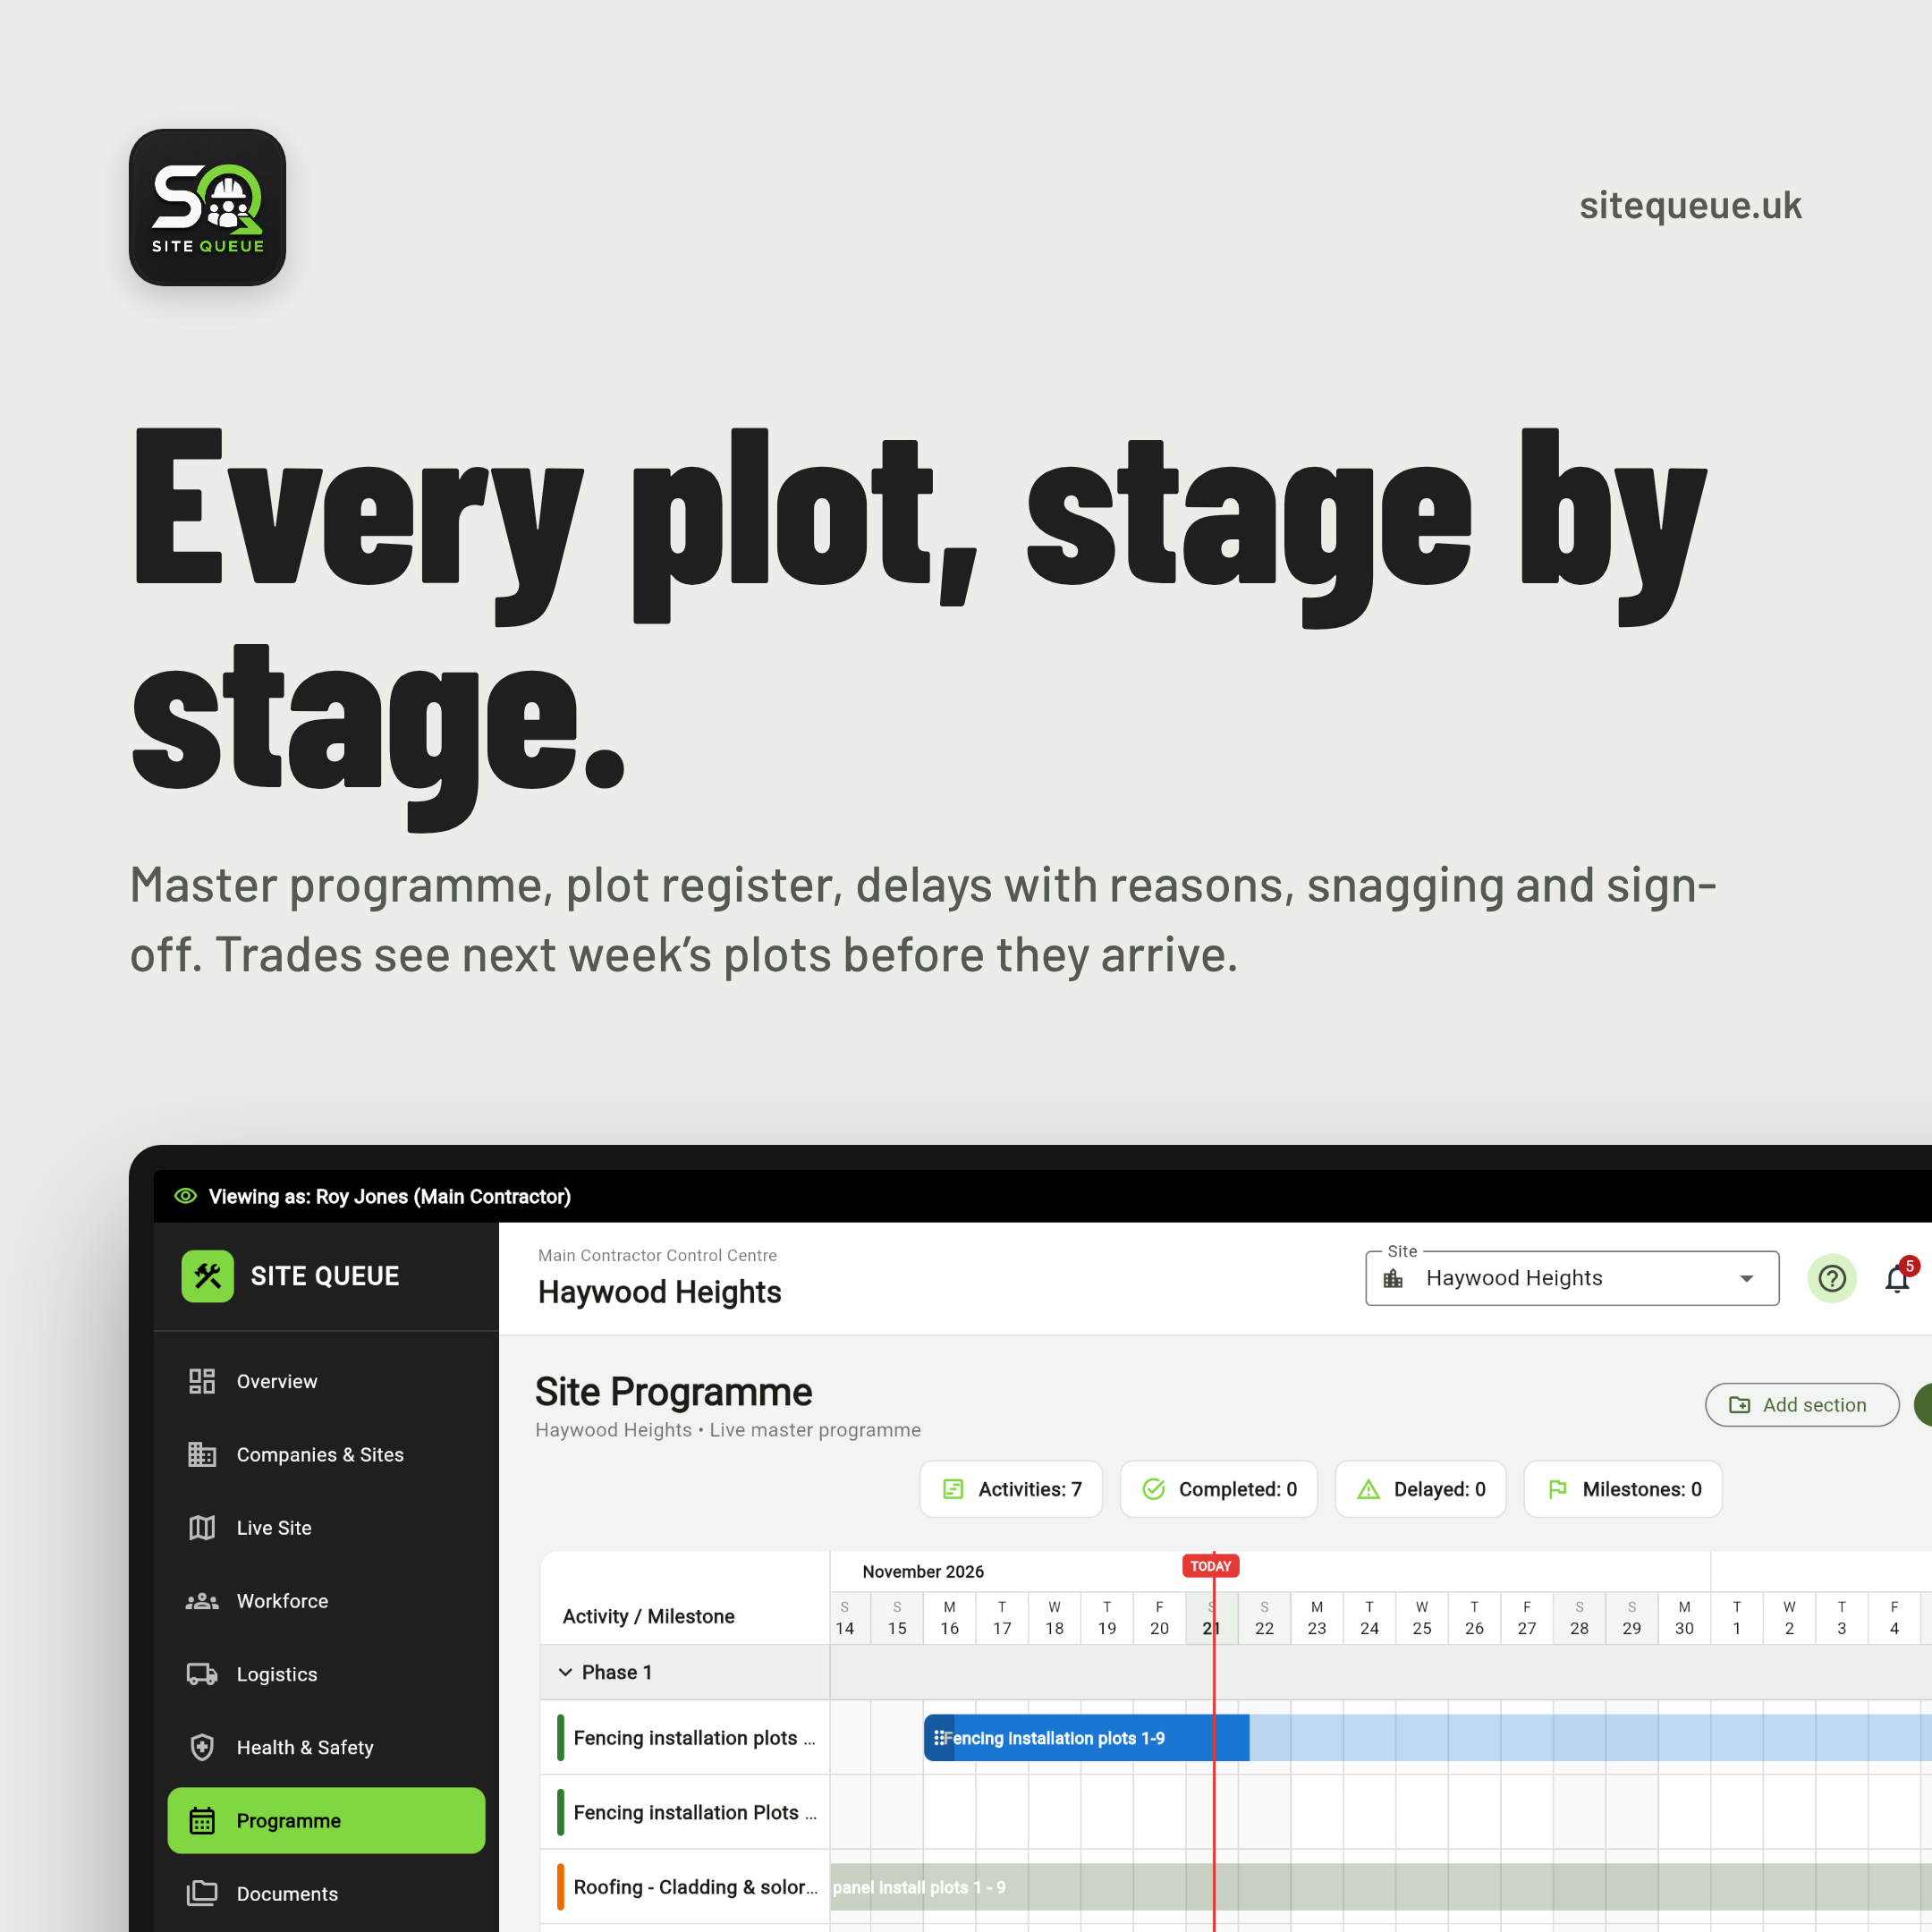 SQ
SITE QUEUE
sitequeue.uk
Every plot, stage by
stage.
Master programme, plot register, delays with reasons, snagging and sign-
off. Trades see next week's plots before they arrive.
Viewing as: Roy Jones (Main Contractor)
SITE QUEUE
Main Contractor Control Centre
Haywood Heights
Site
Haywood Heights
5
Overview
Companies & Sites
Live Site
Workforce
Logistics
Health & Safety
Programme
Documents
Site Programme
Haywood Heights • Live master programme
Add section
Activities: 7
Completed: 0
Delayed: 0
Milestones: 0
Activity / Milestone
November 2026
TODAY
S S M T W T F S S M T W T F S S M T W T F
14 15 16 17 18 19 20 21 22 23 24 25 26 27 28 29 30 1 2 3 4
Phase 1
Fencing installation plots ...
Fencing installation plots 1-9
Fencing installation Plots ...
Roofing - Cladding & solor...
panel Install plots 1 - 9